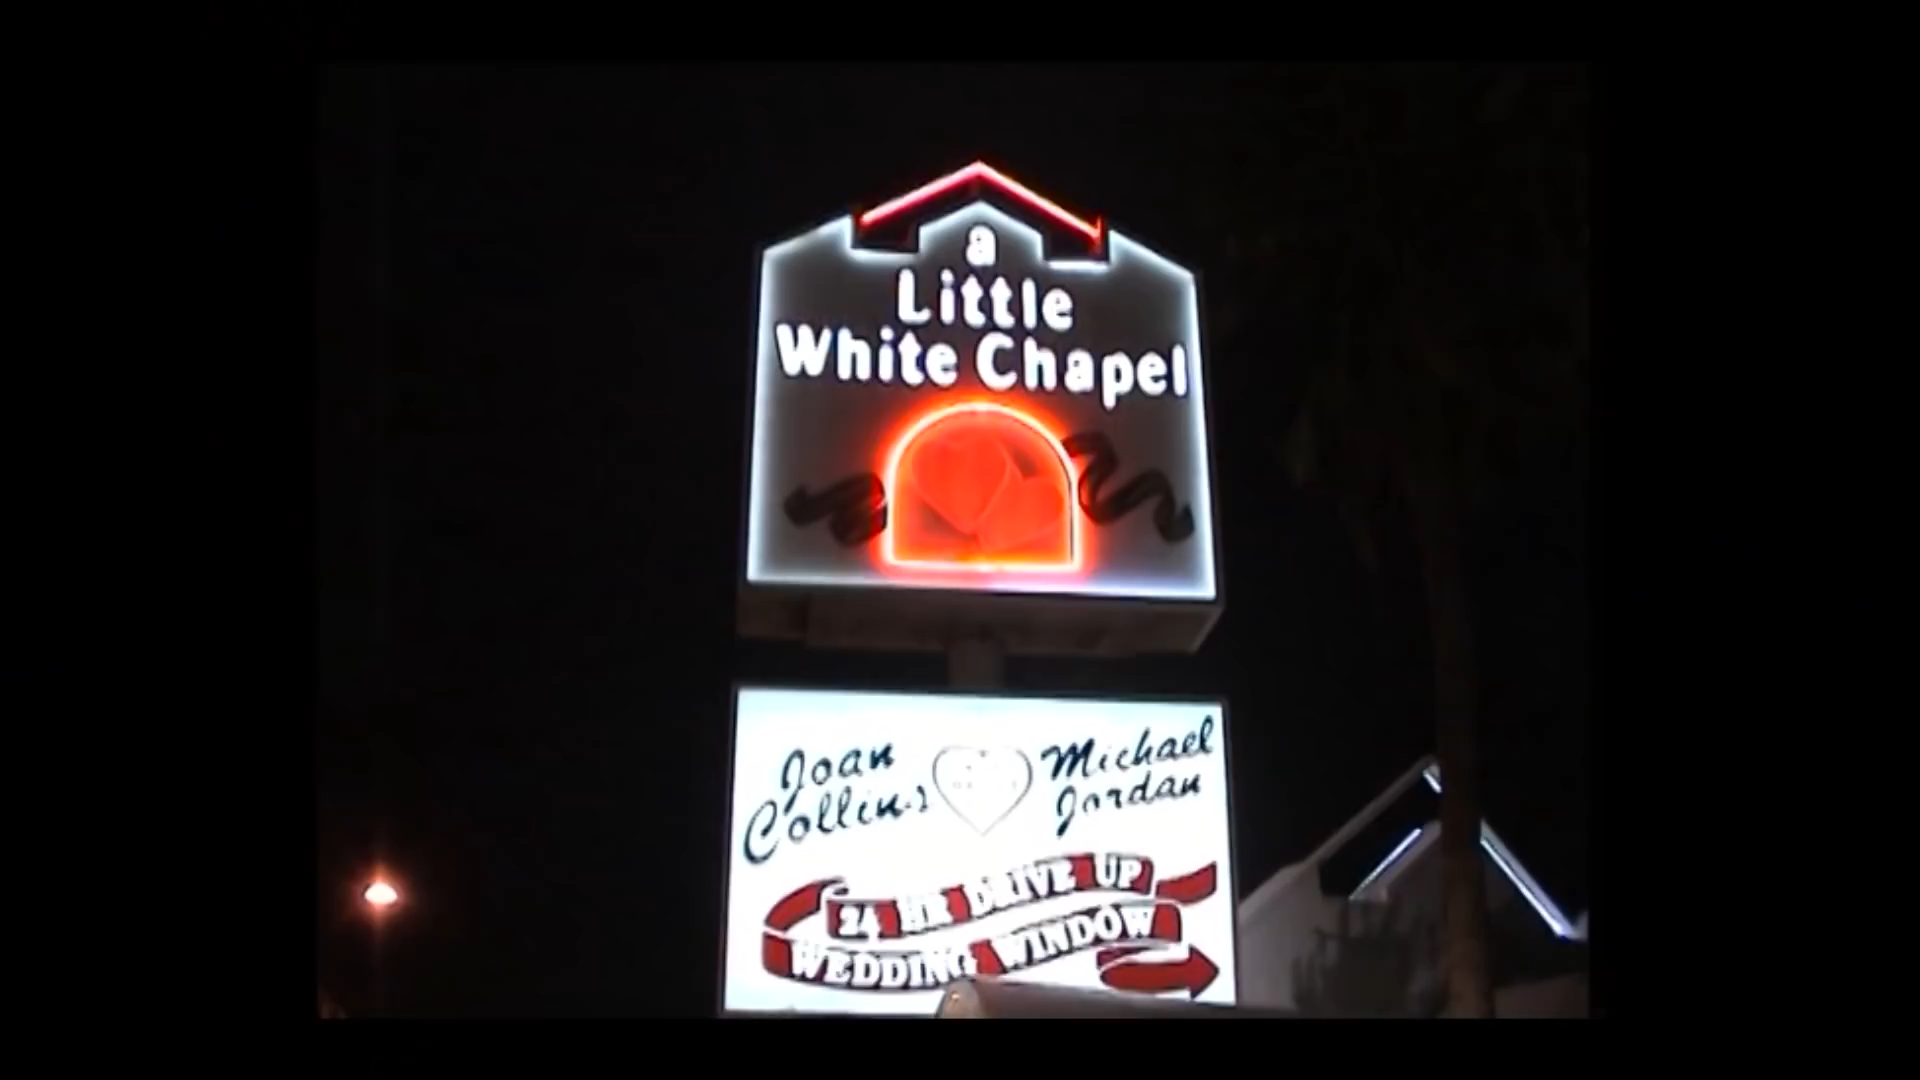 a
Little
White Chapel
Joan
Collins
Michael
Jordan
24 HR DRIVE UP
WEDDING WINDOW